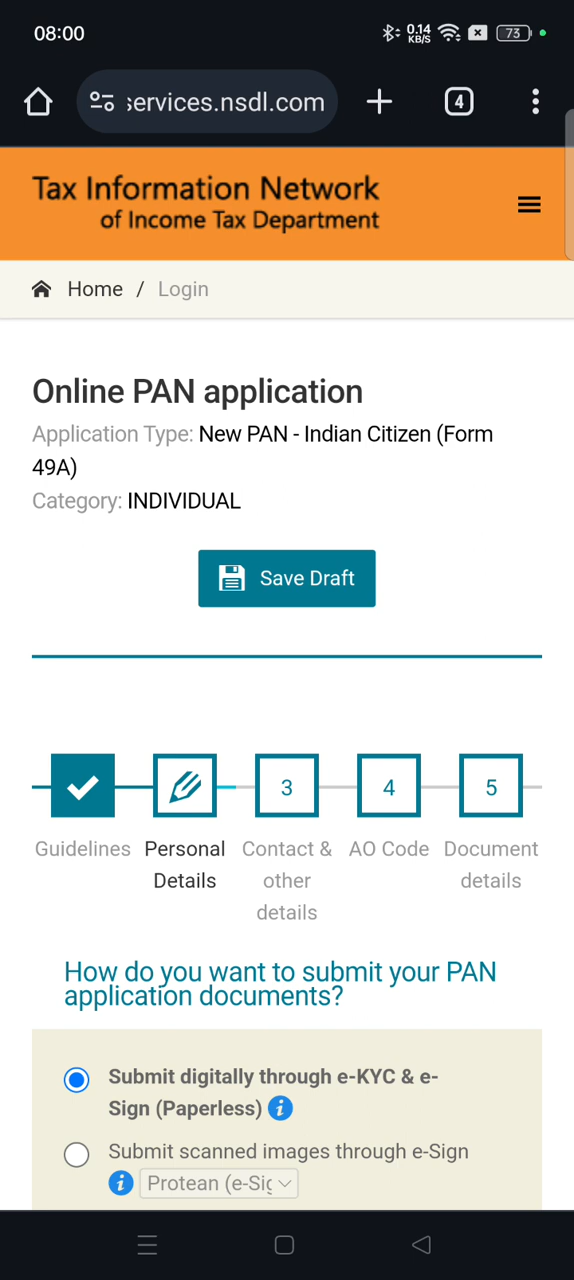 08:00
0.14
KB/S
73
services.nsdl.com
4
Tax Information Network
of Income Tax Department
Home / Login
Online PAN application
Application Type: New PAN - Indian Citizen (Form
49A)
Category: INDIVIDUAL
Save Draft
3
4
5
Guidelines
Personal
Details
Contact &
other
details
AO Code
Document
details
How do you want to submit your PAN
application documents?
Submit digitally through e-KYC & e-
Sign (Paperless) i
Submit scanned images through e-Sign
i Protean (e-Sig